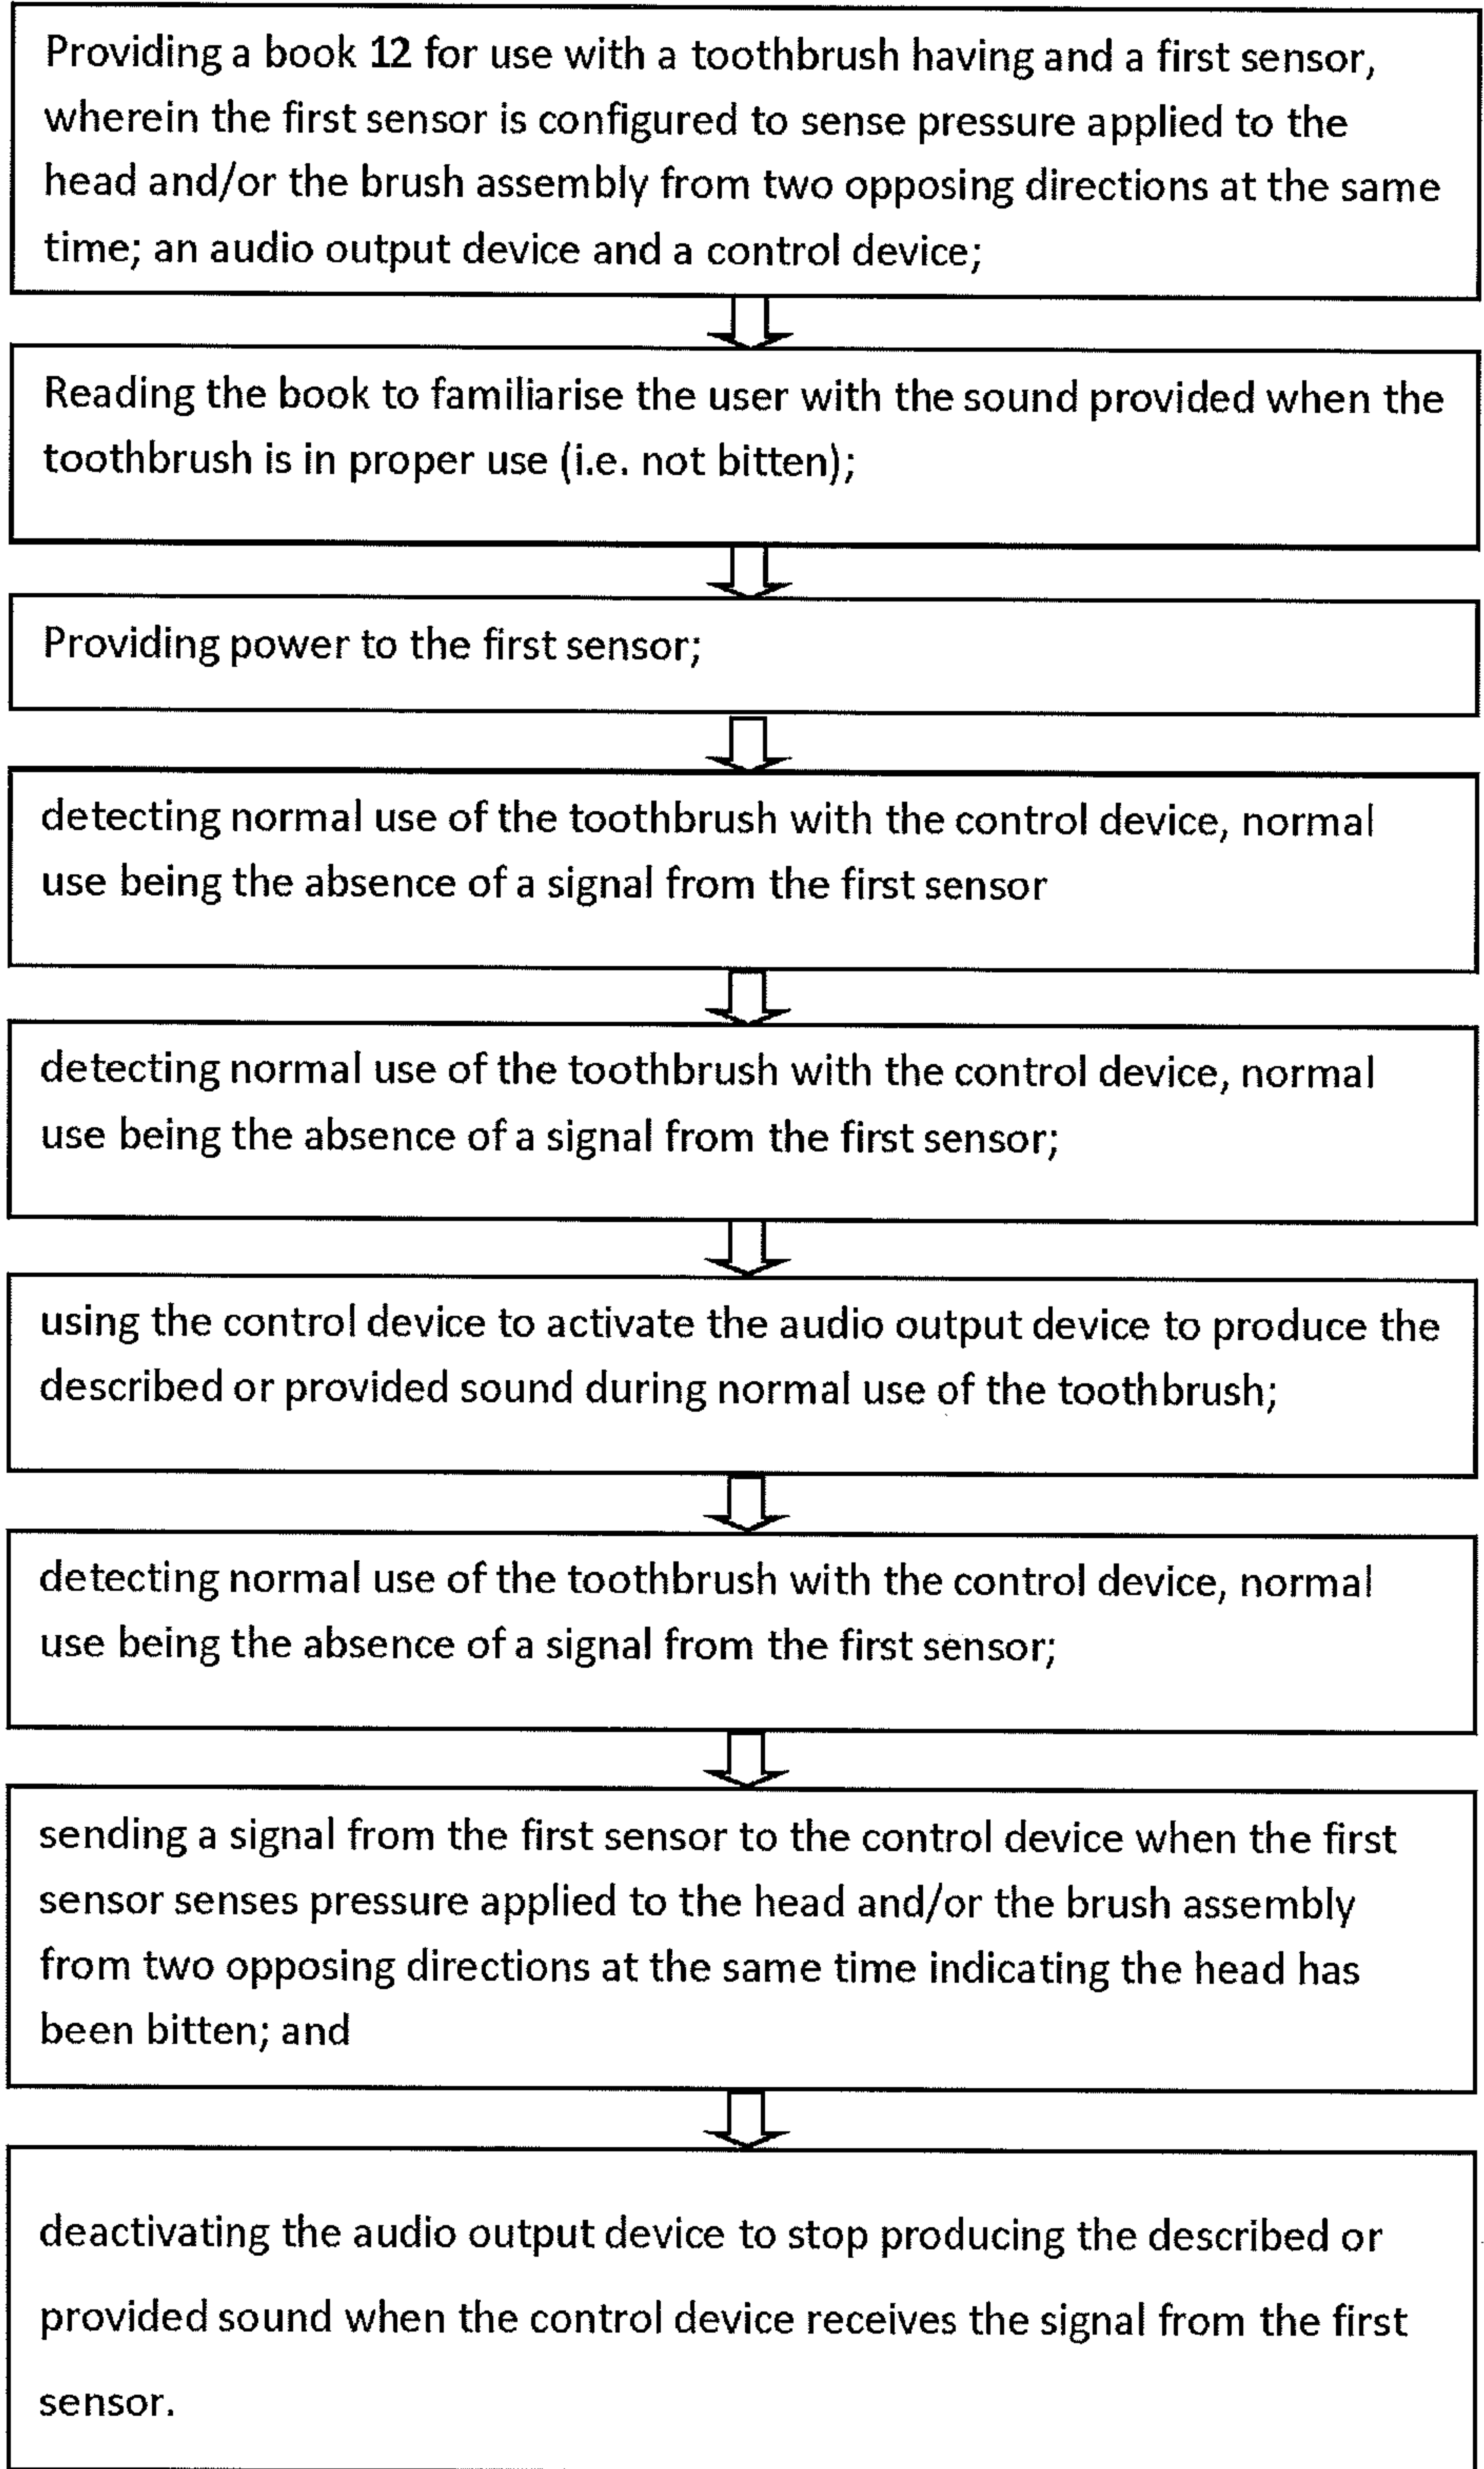 Providing a book 12 for use with a toothbrush having and a first sensor,
wherein the first sensor is configured to sense pressure applied to the
head and/or the brush assembly from two opposing directions at the same
time; an audio output device and a control device;
Reading the book to familiarise the user with the sound provided when the
toothbrush is in proper use (i.e. not bitten);
Providing power to the first sensor;
detecting normal use of the toothbrush with the control device, normal
use being the absence of a signal from the first sensor
detecting normal use of the toothbrush with the control device, normal
use being the absence of a signal from the first sensor;
using the control device to activate the audio output device to produce the
described or provided sound during normal use of the toothbrush;
detecting normal use of the toothbrush with the control device, normal
use being the absence of a signal from the first sensor;
sending a signal from the first sensor to the control device when the first
sensor senses pressure applied to the head and/or the brush assembly
from two opposing directions at the same time indicating the head has
been bitten; and
deactivating the audio output device to stop producing the described or
provided sound when the control device receives the signal from the first
sensor.